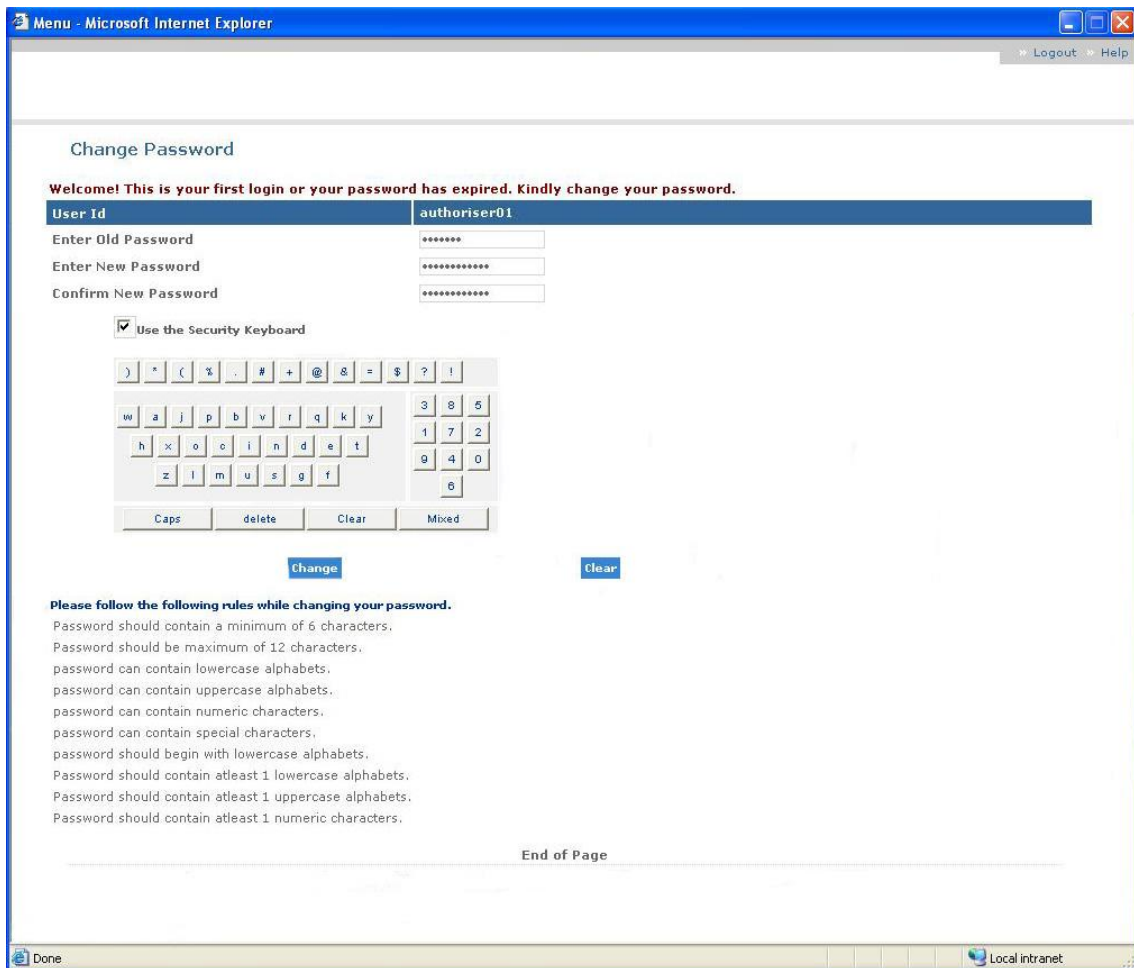 Menu - Microsoft Internet Explorer
» Logout » Help
Change Password
Welcome! This is your first login or your password has expired. Kindly change your password.
User Id authoriser01
Enter Old Password •••••••
Enter New Password ••••••••••••
Confirm New Password ••••••••••••
Use the Security Keyboard
) * ( % . # + @ & = $ ? !
w a j p b v r q k y
h x o c i n d e t
z l m u s g f
3 8 5
1 7 2
9 4 0
6
Caps delete Clear Mixed
Change Clear
Please follow the following rules while changing your password.
Password should contain a minimum of 6 characters.
Password should be maximum of 12 characters.
password can contain lowercase alphabets.
password can contain uppercase alphabets.
password can contain numeric characters.
password can contain special characters.
password should begin with lowercase alphabets.
Password should contain atleast 1 lowercase alphabets.
Password should contain atleast 1 uppercase alphabets.
Password should contain atleast 1 numeric characters.
End of Page
Done Local intranet